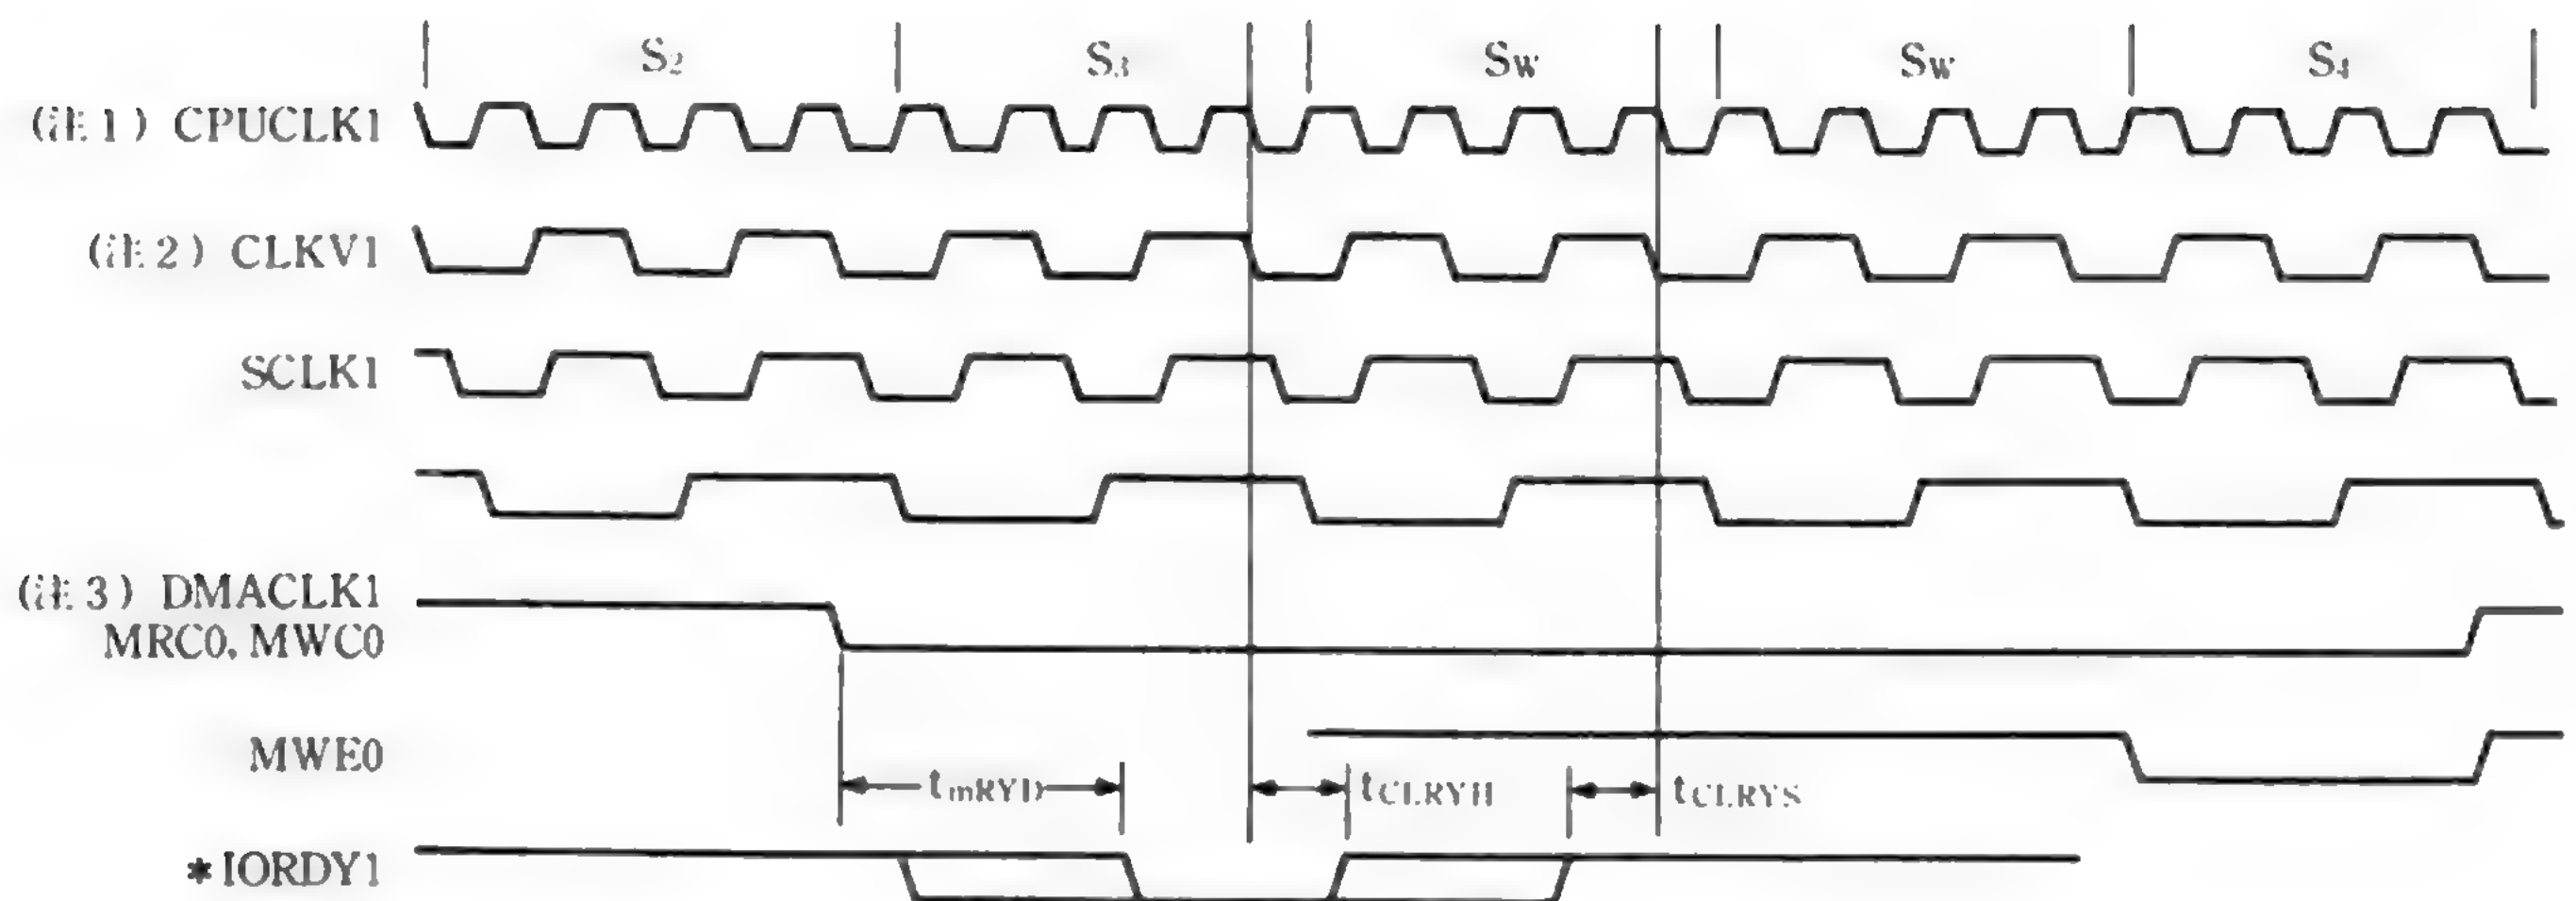 S₂ S₃ Sw Sw S₄
(注1) CPUCLK1
(注2) CLKV1
SCLK1
(注3) DMACLK1
MRC0, MWC0
MWE0
tmRYD tCLRYH tCLRYS
*IORDY1